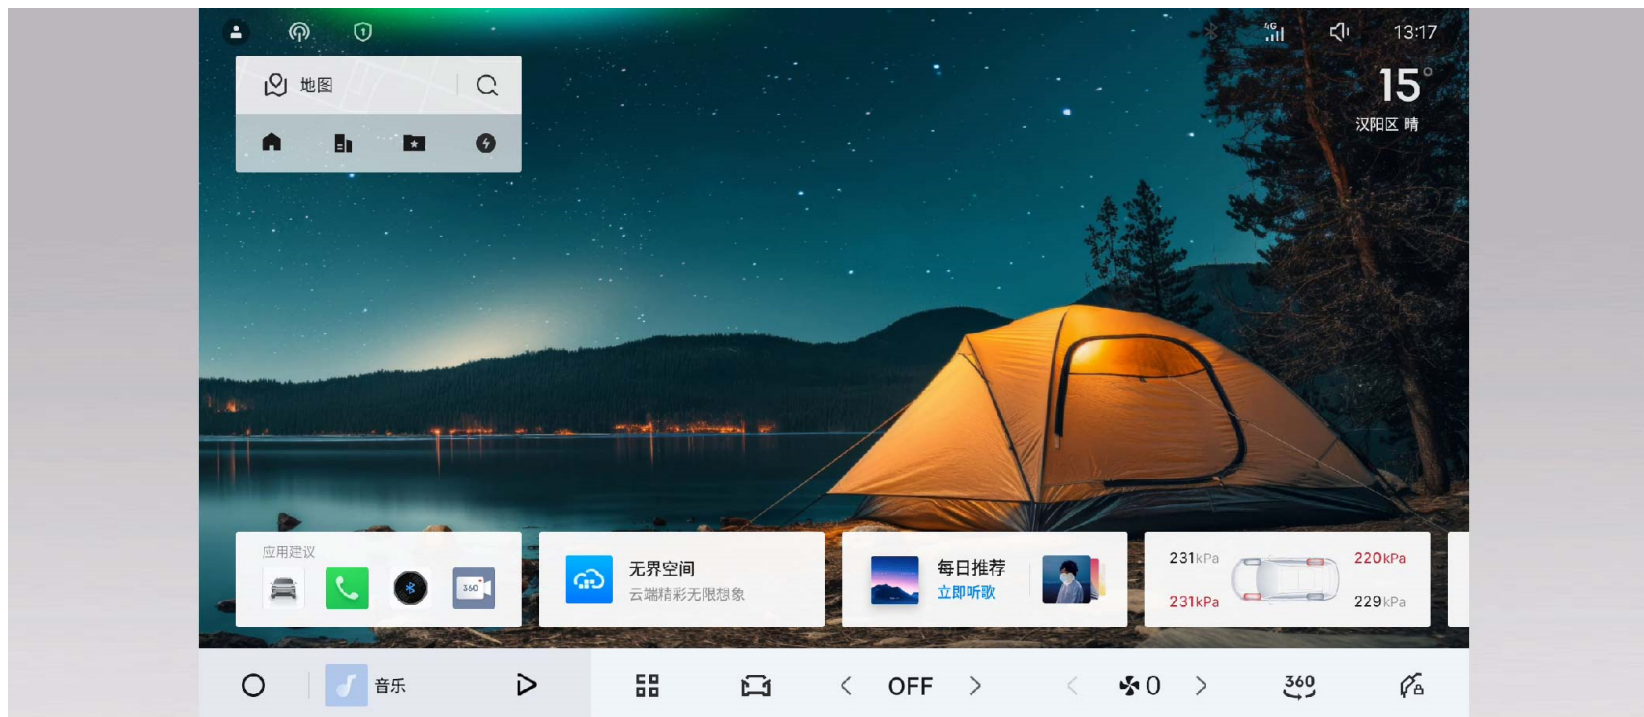 1
4G
13:17
地图
15°
汉阳区 晴
应用建议
360
无界空间
云端精彩无限想象
每日推荐
立即听歌
231kPa
220kPa
231kPa
229kPa
音乐
OFF
0
360